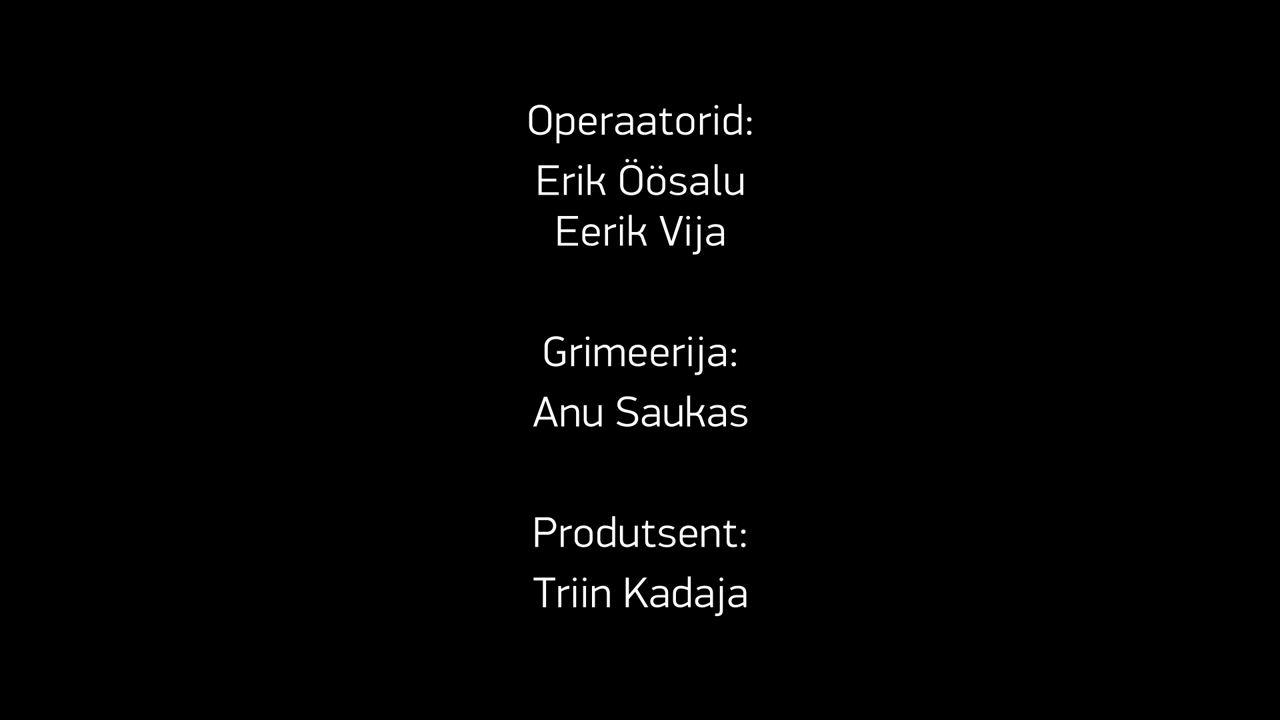 Operaatorid:
Erik Öösalu
Eerik Vija
Grimeerija:
Anu Saukas
Produtsent:
Triin Kadaja